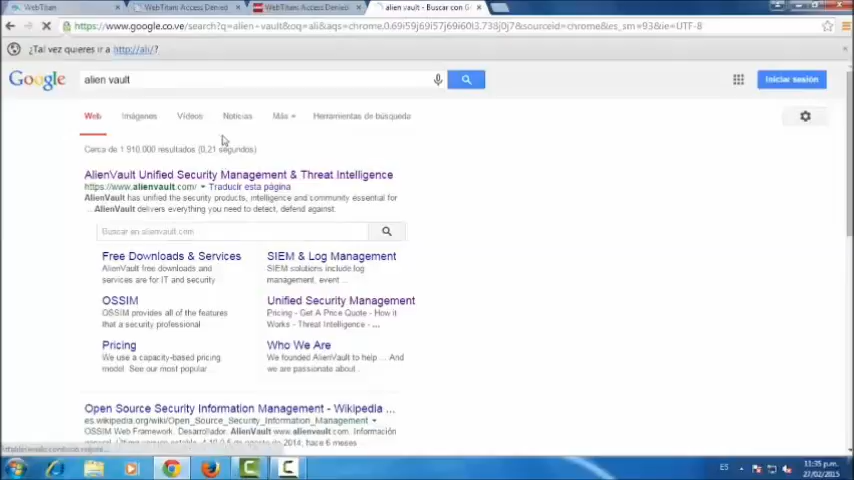 WebTitan
WebTitan Access Denied
WebTitan Access Denied
alien vault - Buscar con G
https://www.google.co.ve/search?q=alien+vault&oq=ali&aqs=chrome.0.69i59j69i57j69i60l3.738j0j7&sourceid=chrome&es_sm=93&ie=UTF-8
¿Tal vez quieres ir a http://ali/?
Google
alien vault
Iniciar sesión
Web Imágenes Vídeos Noticias Más Herramientas de búsqueda
Cerca de 1.910.000 resultados (0,21 segundos)
AlienVault Unified Security Management & Threat Intelligence
https://www.alienvault.com/ Traducir esta página
AlienVault has unified the security products, intelligence and community essential for
... AlienVault delivers everything you need to detect, defend against.
Buscar en alienvault.com
Free Downloads & Services
AlienVault free downloads and
services are for IT and security
SIEM & Log Management
SIEM solutions include log
management, event ...
OSSIM
OSSIM provides all of the features
that a security professional
Unified Security Management
Pricing - Get A Price Quote - How it
Works - Threat Intelligence - ...
Pricing
We use a capacity-based pricing
model. See our most popular ...
Who We Are
We founded AlienVault to help ... And
we are passionate about..
Open Source Security Information Management - Wikipedia ...
es.wikipedia.org/wiki/Open_Source_Security_Information_Management
OSSIM Web Framework. Desarrollador: AlienVault www.alienvault.com. Información
de 2014; hace 6 meses
ES
11:35 p.m.
27/02/2015